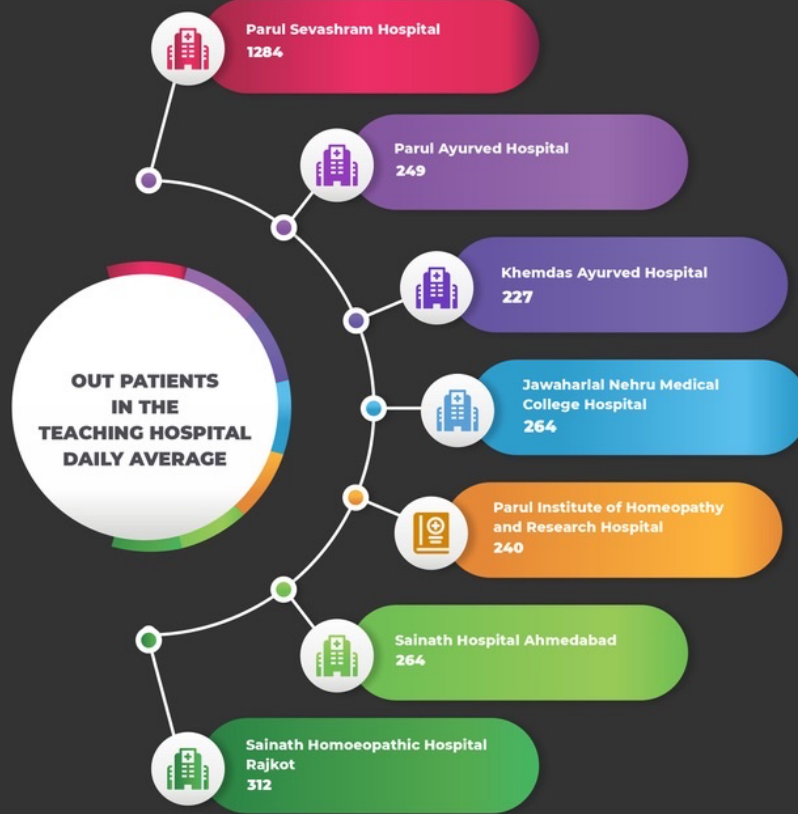 Parul Sevashram Hospital
1284
Parul Ayurved Hospital
249
Khemdas Ayurved Hospital
227
OUT PATIENTS
IN THE
TEACHING HOSPITAL
DAILY AVERAGE
Jawaharlal Nehru Medical
College Hospital
264
Parul Institute of Homeopathy
and Research Hospital
240
Sainath Hospital Ahmedabad
264
Sainath Homoeopathic Hospital
Rajkot
312